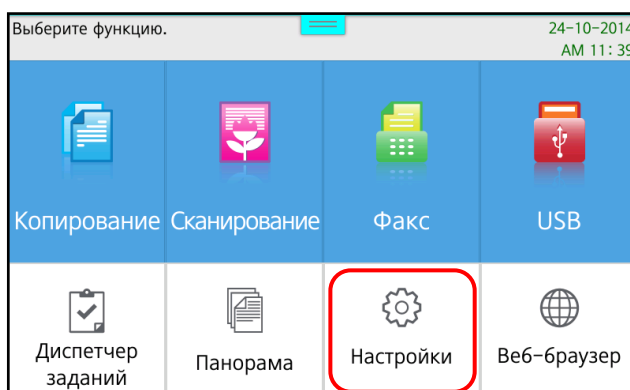 Выберите функцию.
24-10-2014
AM 11:39
Копирование
Сканирование
Факс
USB
Диспетчер
заданий
Панорама
Настройки
Веб-браузер